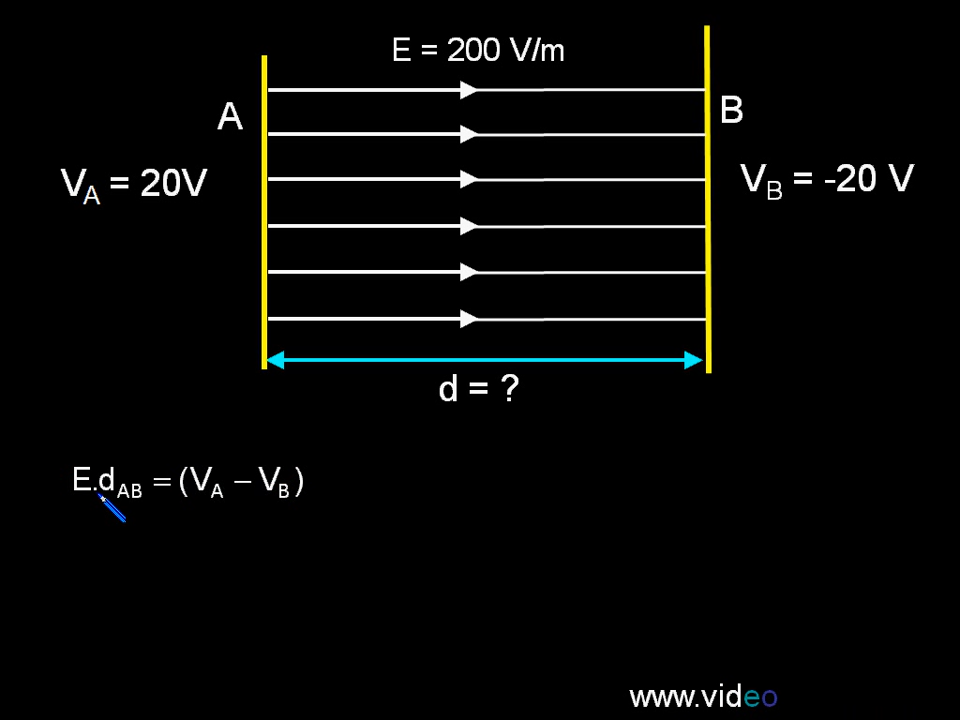 E = 200 V/m
A
B
VA = 20V
VB = -20 V
d = ?
E.dAB = (VA − VB)
www.video